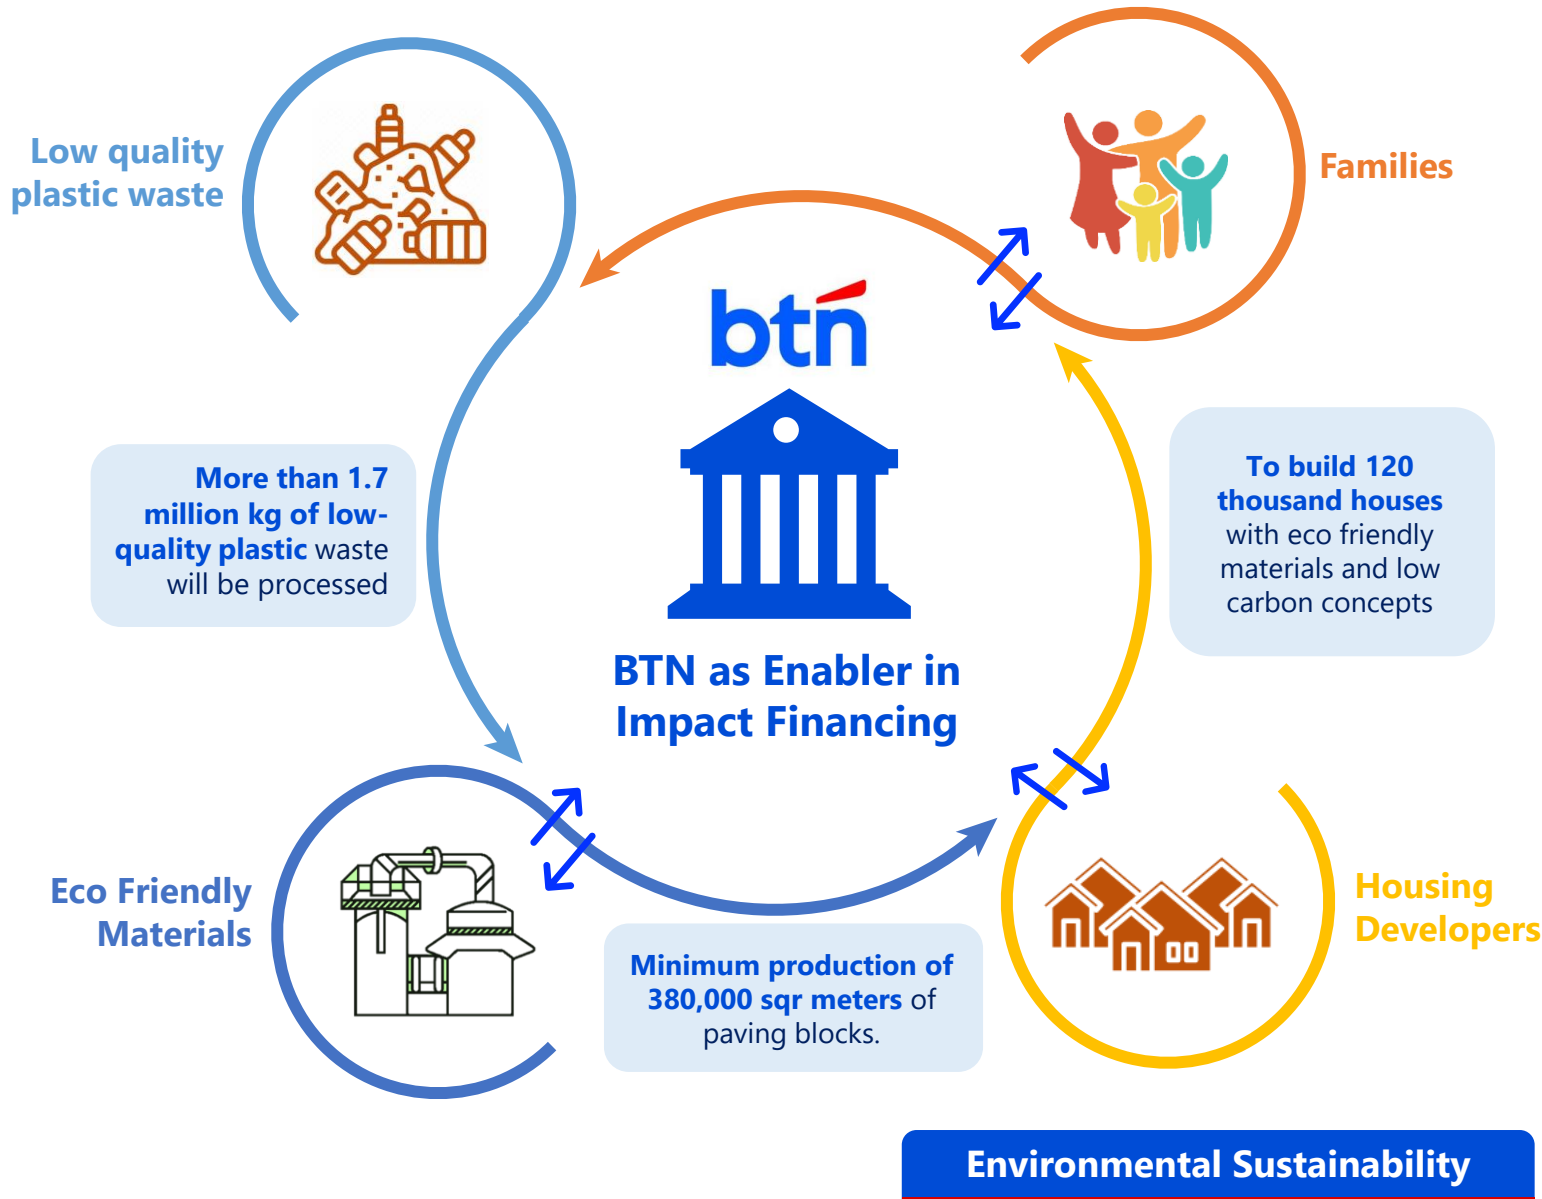 Low quality
plastic waste
Families
btn
More than 1.7
million kg of low-
quality plastic waste
will be processed
To build 120
thousand houses
with eco friendly
materials and low
carbon concepts
BTN as Enabler in
Impact Financing
Eco Friendly
Materials
Housing
Developers
Minimum production of
380,000 sqr meters of
paving blocks.
Environmental Sustainability